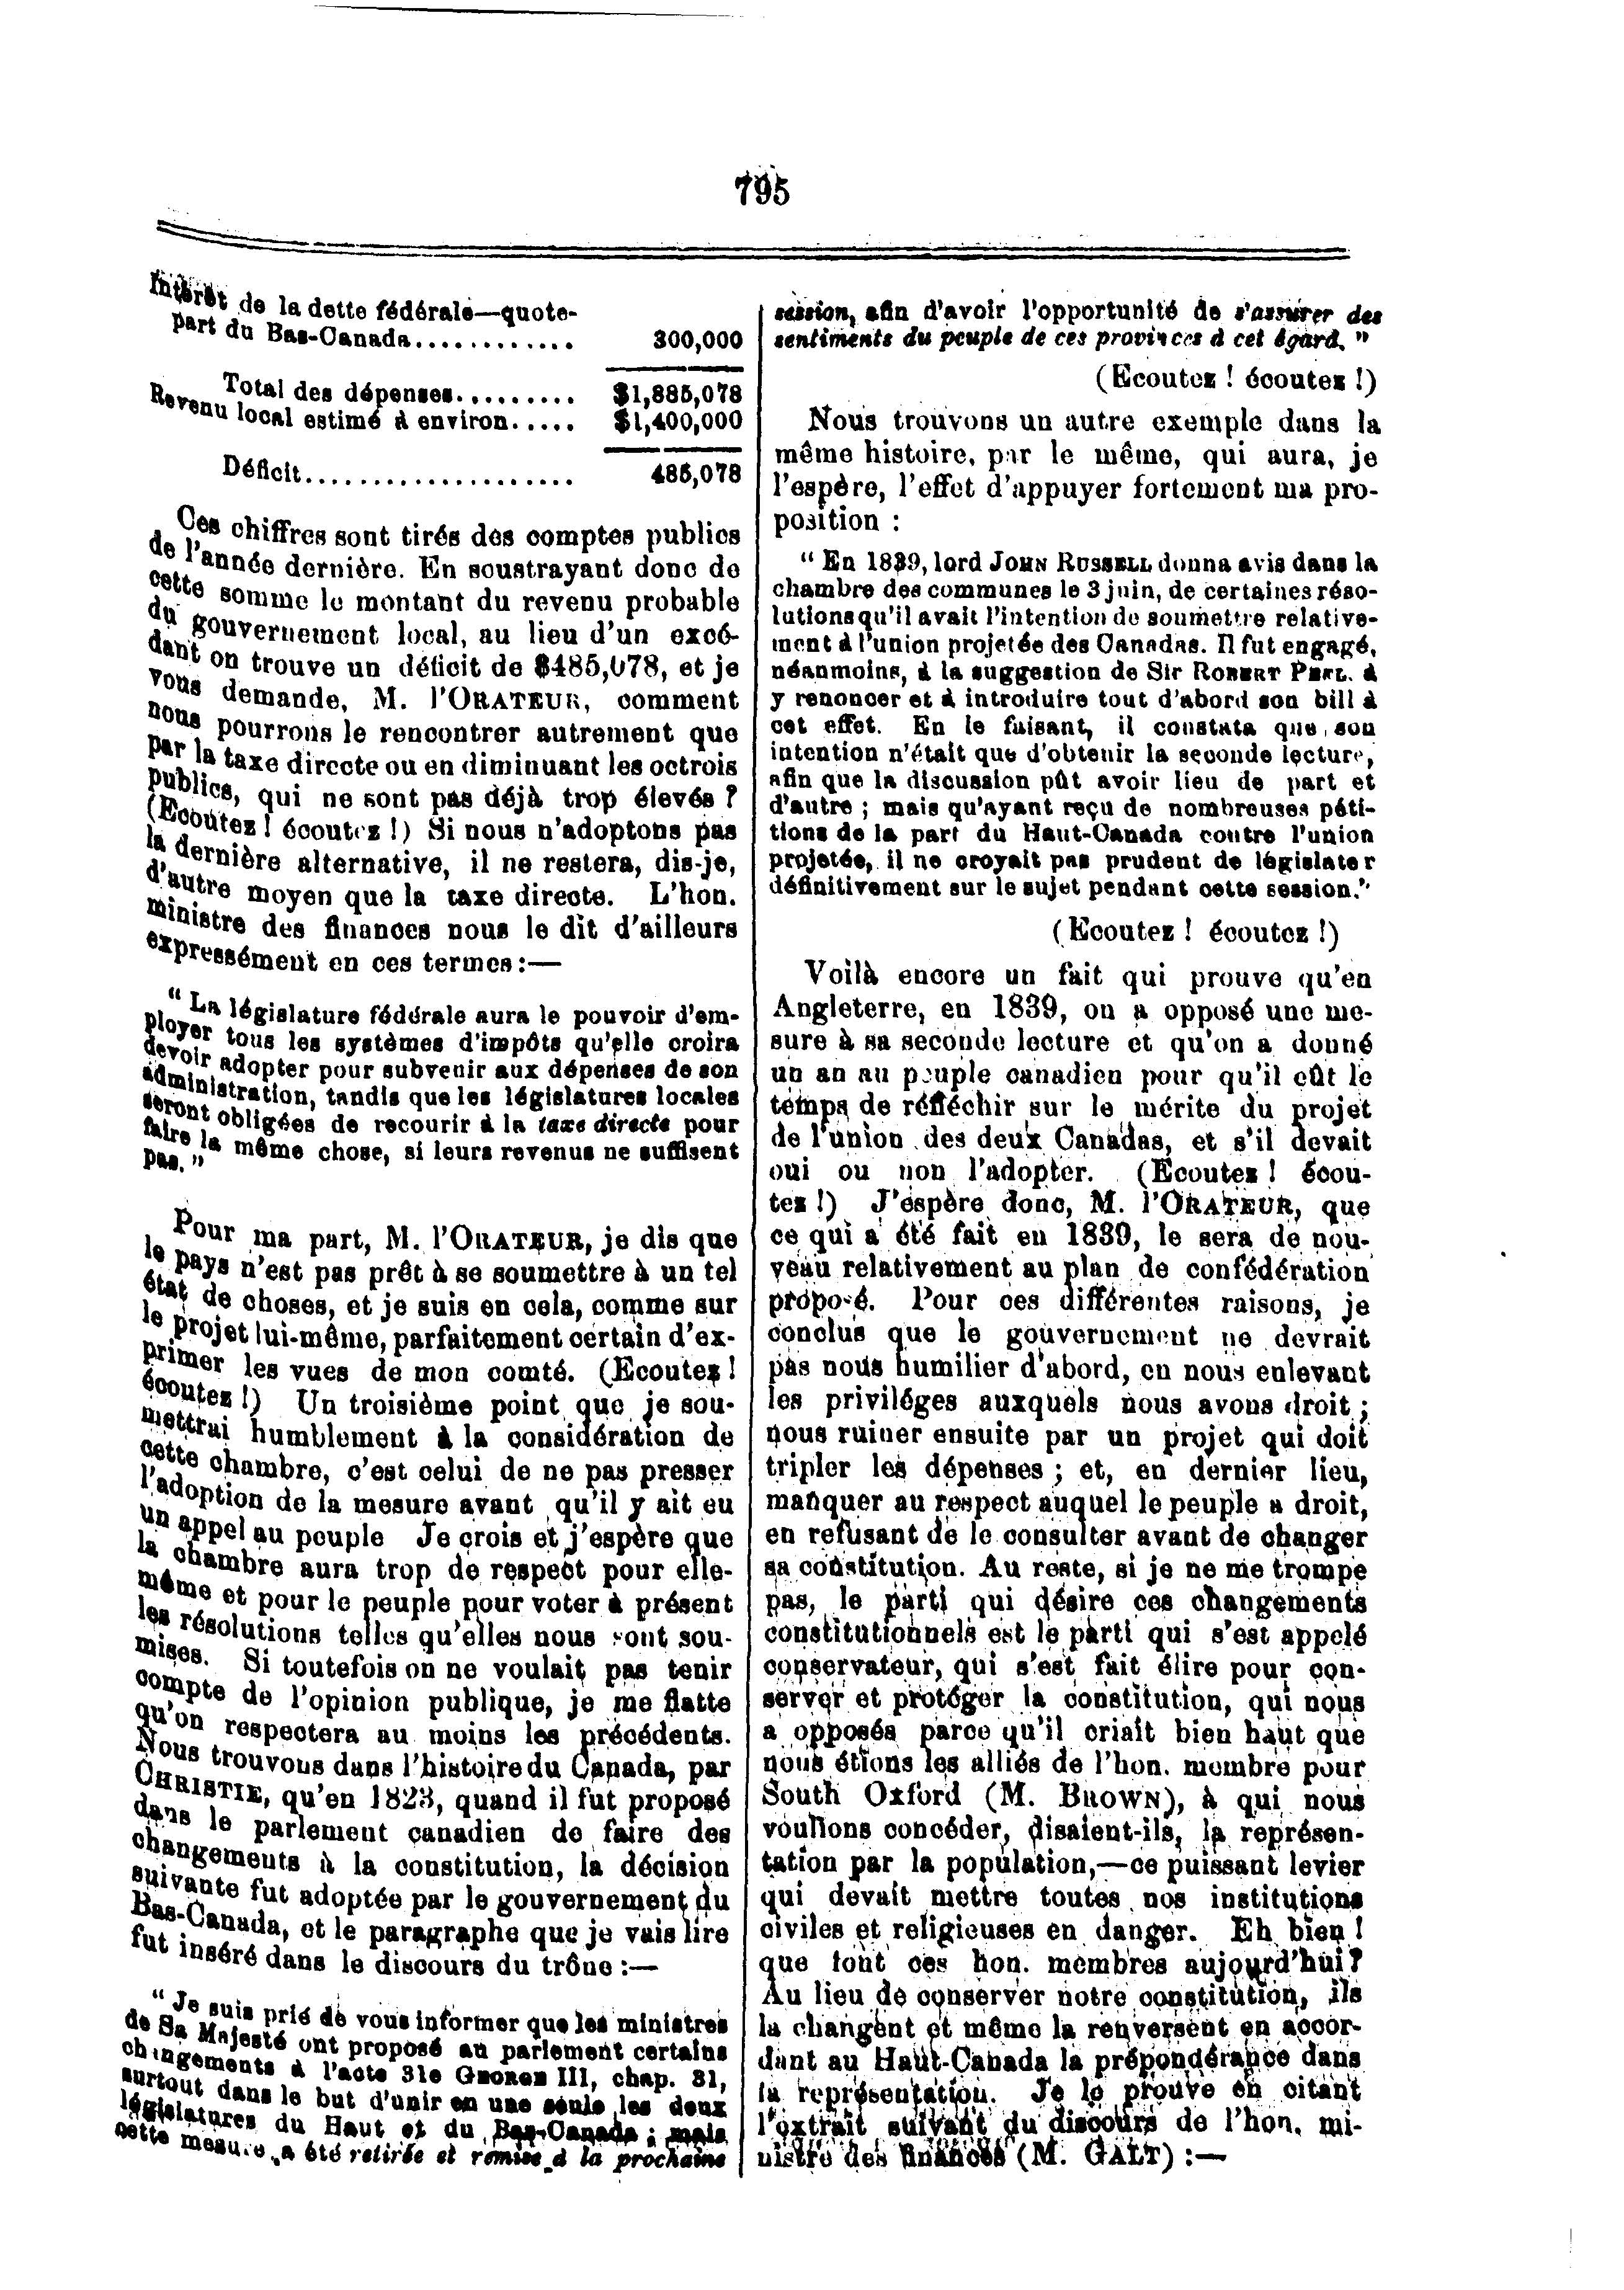 795
Intérêt de la dette fédérale—quote-
part du Bas-Canada............ 300,000
Total des dépenses......... $1,885,078
Revenu local estimé à environ..... $1,400,000
Déficit.................... 485,078
Ces chiffres sont tirés des comptes publics
de l'année dernière. En soustrayant donc de
cette somme le montant du revenu probable
du gouvernement local, au lieu d'un excé-
dant on trouve un déficit de $485,078, et je
vous demande, M. l'ORATEUR, comment
nous pourrons le rencontrer autrement que
par la taxe directe ou en diminuant les octrois
publics, qui ne sont pas déjà trop élevés ?
(Ecoutez ! écoutez !) Si nous n'adoptons pas
la dernière alternative, il ne restera, dis-je,
d'autre moyen que la taxe directe. L'hon.
ministre des finances nous le dit d'ailleurs
expressément en ces termes :—
“ La législature fédérale aura le pouvoir d'em-
ployer tous les systèmes d'impôts qu'elle croira
devoir adopter pour subvenir aux dépenses de son
administration, tandis que les législatures locales
seront obligées de recourir à la taxe directe pour
faire la même chose, si leurs revenus ne suffisent
pas. ”
Pour ma part, M. l'ORATEUR, je dis que
le pays n'est pas prêt à se soumettre à un tel
état de choses, et je suis en cela, comme sur
le projet lui-même, parfaitement certain d'ex-
primer les vues de mon comté. (Ecoutez !
écoutez !) Un troisième point que je sou-
mettrai humblement à la considération de
cette chambre, c'est celui de ne pas presser
l'adoption de la mesure avant qu'il y ait eu
un appel au peuple Je crois et j'espère que
la chambre aura trop de respect pour elle-
même et pour le peuple pour voter à présent
les résolutions telles qu'elles nous sont sou-
mises. Si toutefois on ne voulait pas tenir
compte de l'opinion publique, je me flatte
qu'on respectera au moins les précédents.
Nous trouvons dans l'histoire du Canada, par
CHRISTIE, qu'en 1823, quand il fut proposé
dans le parlement canadien de faire des
changements à la constitution, la décision
suivante fut adoptée par le gouvernement du
Bas-Canada, et le paragraphe que je vais lire
fut inséré dans le discours du trône :—
“ Je suis prié de vous informer que les ministres
de Sa Majesté ont proposé au parlement certains
changements à l'acte 31e GEORGE III, chap. 31,
surtout dans le but d'unir en une seule les deux
législatures du Haut et du Bas-Canada ; mais
cette mesure a été retirée et remise à la prochaine
session, afin d'avoir l'opportunité de s'assurer des
sentiments du peuple de ces provinces à cet égard. ”
(Ecoutez ! écoutez !)
Nous trouvons un autre exemple dans la
même histoire, par le même, qui aura, je
l'espère, l'effet d'appuyer fortement ma pro-
position :
“ En 1839, lord JOHN RUSSELL donna avis dans la
chambre des communes le 3 juin, de certaines réso-
lutions qu'il avait l'intention de soumettre relative-
ment à l'union projetée des Canadas. Il fut engagé,
néanmoins, à la suggestion de Sir ROBERT PEEL, à
y renoncer et à introduire tout d'abord son bill à
cet effet. En le faisant, il constata que son
intention n'était que d'obtenir la seconde lecture,
afin que la discussion pût avoir lieu de part et
d'autre ; mais qu'ayant reçu de nombreuses péti-
tions de la part du Haut-Canada contre l'union
projetée, il ne croyait pas prudent de législater
définitivement sur le sujet pendant cette session.”
(Ecoutez ! écoutez !)
Voilà encore un fait qui prouve qu'en
Angleterre, en 1839, on a opposé une me-
sure à sa seconde lecture et qu'on a donné
un an au peuple canadien pour qu'il eût le
temps de réfléchir sur le mérite du projet
de l'union des deux Canadas, et s'il devait
oui ou non l'adopter. (Ecoutez ! écou-
tez !) J'espère donc, M. l'ORATEUR, que
ce qui a été fait en 1839, le sera de nou-
veau relativement au plan de confédération
proposé. Pour ces différentes raisons, je
conclus que le gouvernement ne devrait
pas nous humilier d'abord, en nous enlevant
les priviléges auxquels nous avons droit ;
nous ruiner ensuite par un projet qui doit
tripler les dépenses ; et, en dernier lieu,
manquer au respect auquel le peuple a droit,
en refusant de le consulter avant de changer
sa constitution. Au reste, si je ne me trompe
pas, le parti qui désire ces changements
constitutionnels est le parti qui s'est appelé
conservateur, qui s'est fait élire pour con-
server et protéger la constitution, qui nous
a opposés parce qu'il criait bien haut que
nous étions les alliés de l'hon. membre pour
South Oxford (M. BROWN), à qui nous
voulions concéder, disaient-ils, la représen-
tation par la population,—ce puissant levier
qui devait mettre toutes nos institutions
civiles et religieuses en danger. Eh bien !
que font ces hon. membres aujourd'hui ?
Au lieu de conserver notre constitution, ils
la changent et même la renversent en accor-
dant au Haut-Canada la prépondérance dans
la représentation. Je le prouve en citant
l'extrait suivant du discours de l'hon. mi-
nistre des finances (M. GALT) :—